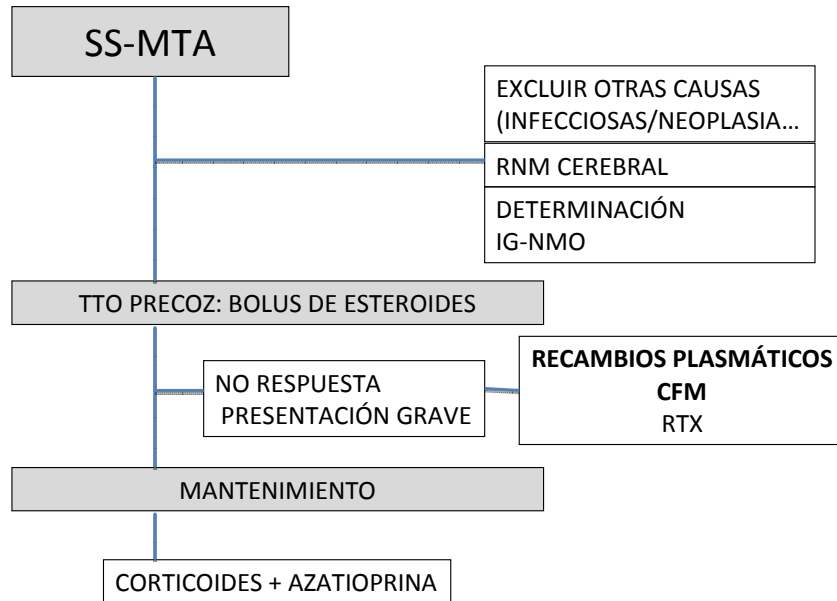 SS-MTA
EXCLUIR OTRAS CAUSAS
(INFECCIOSAS/NEOPLASIA...
RNM CEREBRAL
DETERMINACIÓN
IG-NMO
TTO PRECOZ: BOLUS DE ESTEROIDES
NO RESPUESTA
PRESENTACIÓN GRAVE
RECAMBIOS PLASMÁTICOS
CFM
RTX
MANTENIMIENTO
CORTICOIDES + AZATIOPRINA